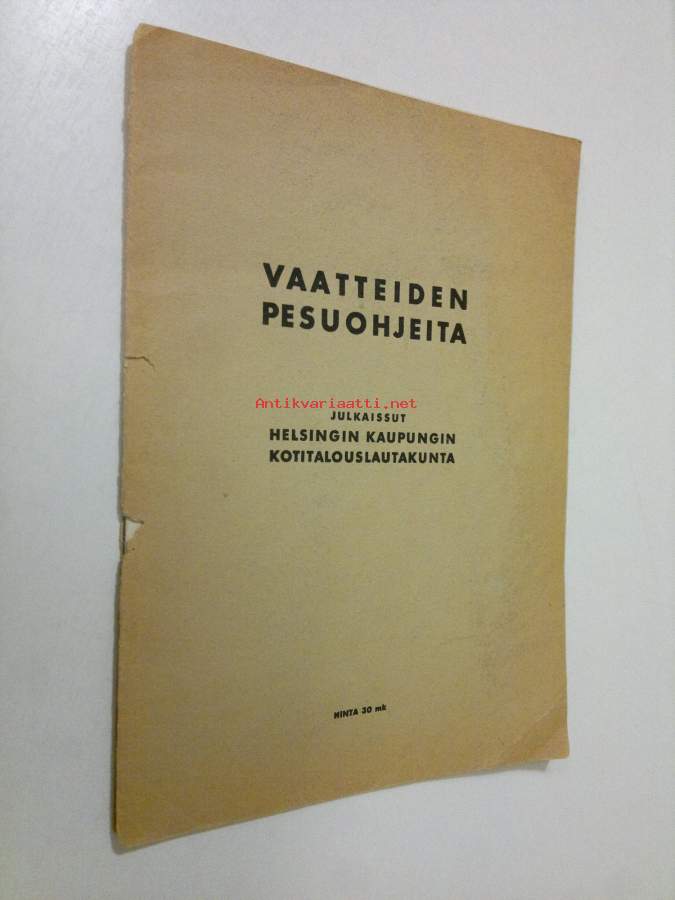 VAATTEIDEN
PESUOHJEITA
Antikvariaatti.net
JULKAISSUT
HELSINGIN KAUPUNGIN
KOTITALOUSLAUTAKUNTA
HINTA 30 mk